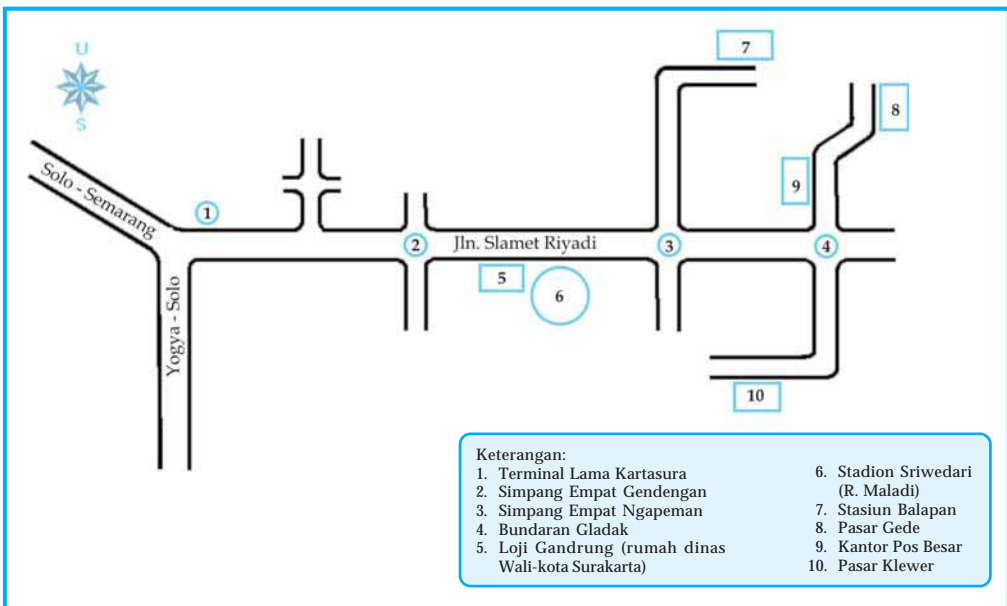 U
S
7
8
Solo - Semarang
9
1
2
Jln. Slamet Riyadi
3
4
5
6
Yogya - Solo
10
Keterangan:
1. Terminal Lama Kartasura
2. Simpang Empat Gendengan
3. Simpang Empat Ngapeman
4. Bundaran Gladak
5. Loji Gandrung (rumah dinas
Wali-kota Surakarta)
6. Stadion Sriwedari
(R. Maladi)
7. Stasiun Balapan
8. Pasar Gede
9. Kantor Pos Besar
10. Pasar Klewer